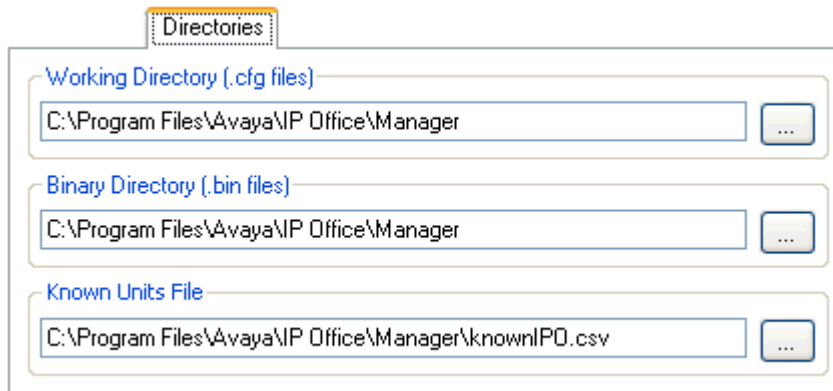 Directories
Working Directory (.cfg files)
C:\Program Files\Avaya\IP Office\Manager
...
Binary Directory (.bin files)
C:\Program Files\Avaya\IP Office\Manager
...
Known Units File
C:\Program Files\Avaya\IP Office\Manager\knownIPO.csv
...